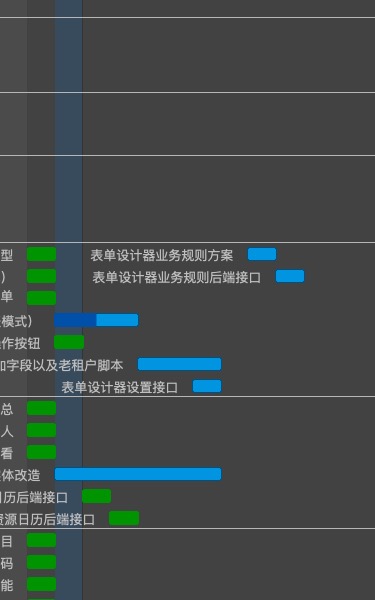 型 表单设计器业务规则方案
) 表单设计器业务规则后端接口
单
模式)
作按钮
加字段以及老租户脚本
表单设计器设置接口
总
人
看
体改造
日历后端接口
资源日历后端接口
目
码
能